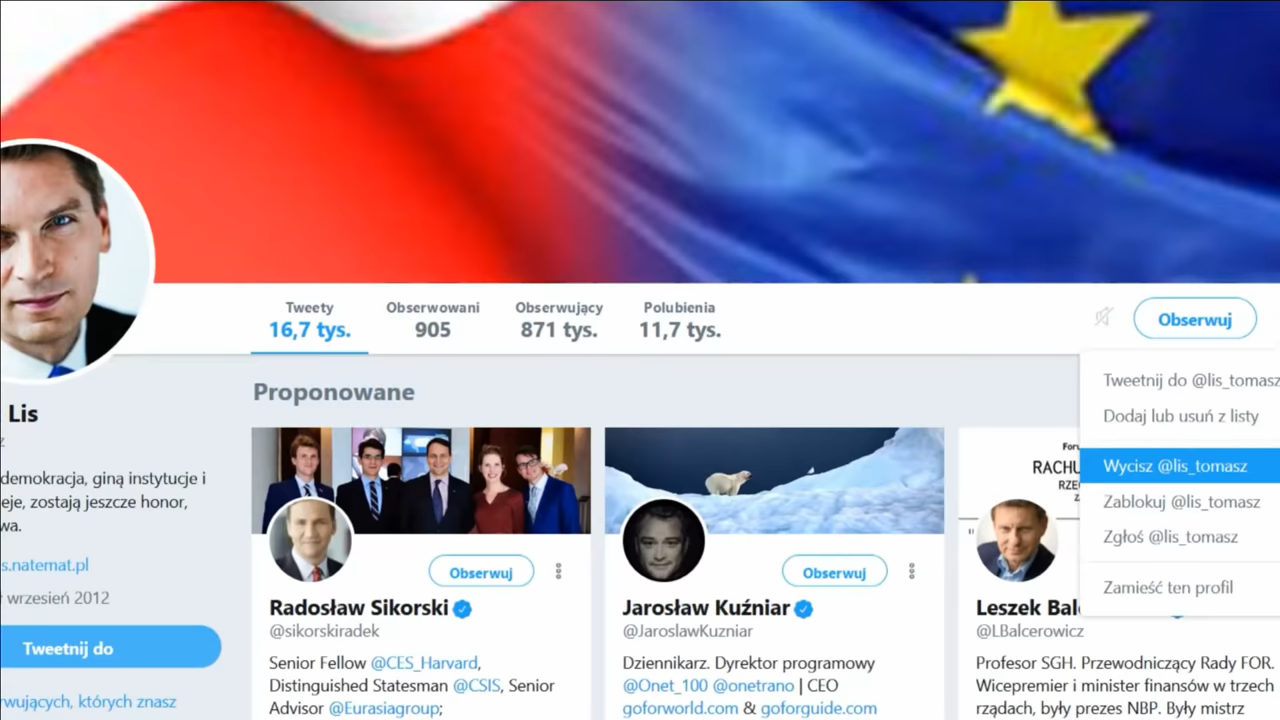 Tweety
16,7 tys.
Obserwowani
905
Obserwujący
871 tys.
Polubienia
11,7 tys.
Obserwuj
Tweetnij do @lis_tomasz
Dodaj lub usuń z listy
Wycisz @lis_tomasz
Zablokuj @lis_tomasz
Zgłoś @lis_tomasz
Zamieść ten profil
Lis
z
demokracja, giną instytucje i
eje, zostają jeszcze honor,
wa.
s.natemat.pl
wrzesień 2012
Tweetnij do
rwujących, których znasz
Proponowane
Obserwuj
Radosław Sikorski
@sikorskiradek
Senior Fellow @CES_Harvard,
Distinguished Statesman @CSIS, Senior
Advisor @Eurasiagroup;
Obserwuj
Jarosław Kuźniar
@JaroslawKuzniar
Dziennikarz. Dyrektor programowy
@Onet_100 @onetrano | CEO
goforworld.com & goforguide.com
For
RACHU
RZE
Z
Leszek Balc
@LBalcerowicz
Profesor SGH. Przewodniczący Rady FOR.
Wicepremier i minister finansów w trzech
rządach, były prezes NBP. Były mistrz